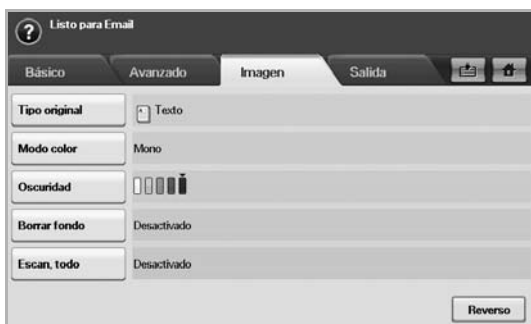 Listo para Email
Básico Avanzado Imagen Salida
Tipo original Texto
Modo color Mono
Oscuridad
Borrar fondo Desactivado
Escan, todo Desactivado
Reverso